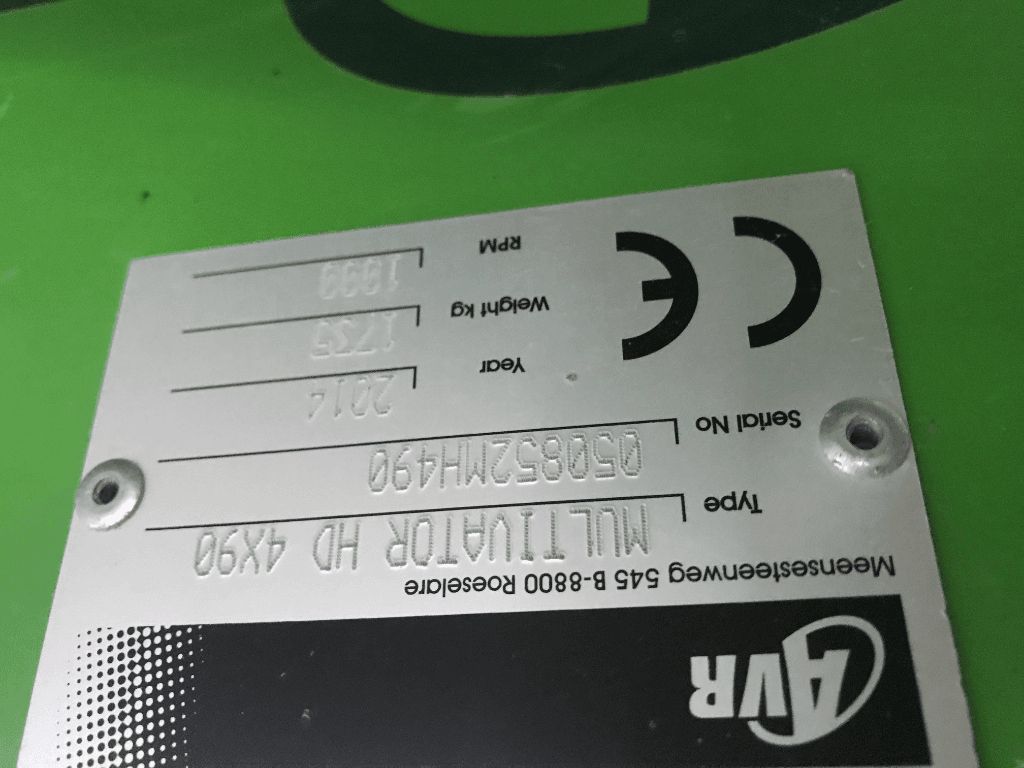 AVR
Meensesteenweg 545 B-8800 Roeselare
Type MULTIVATOR HD 4X90
Serial No 050852MH490
Year 2014
Weight kg
RPM 1000
CE